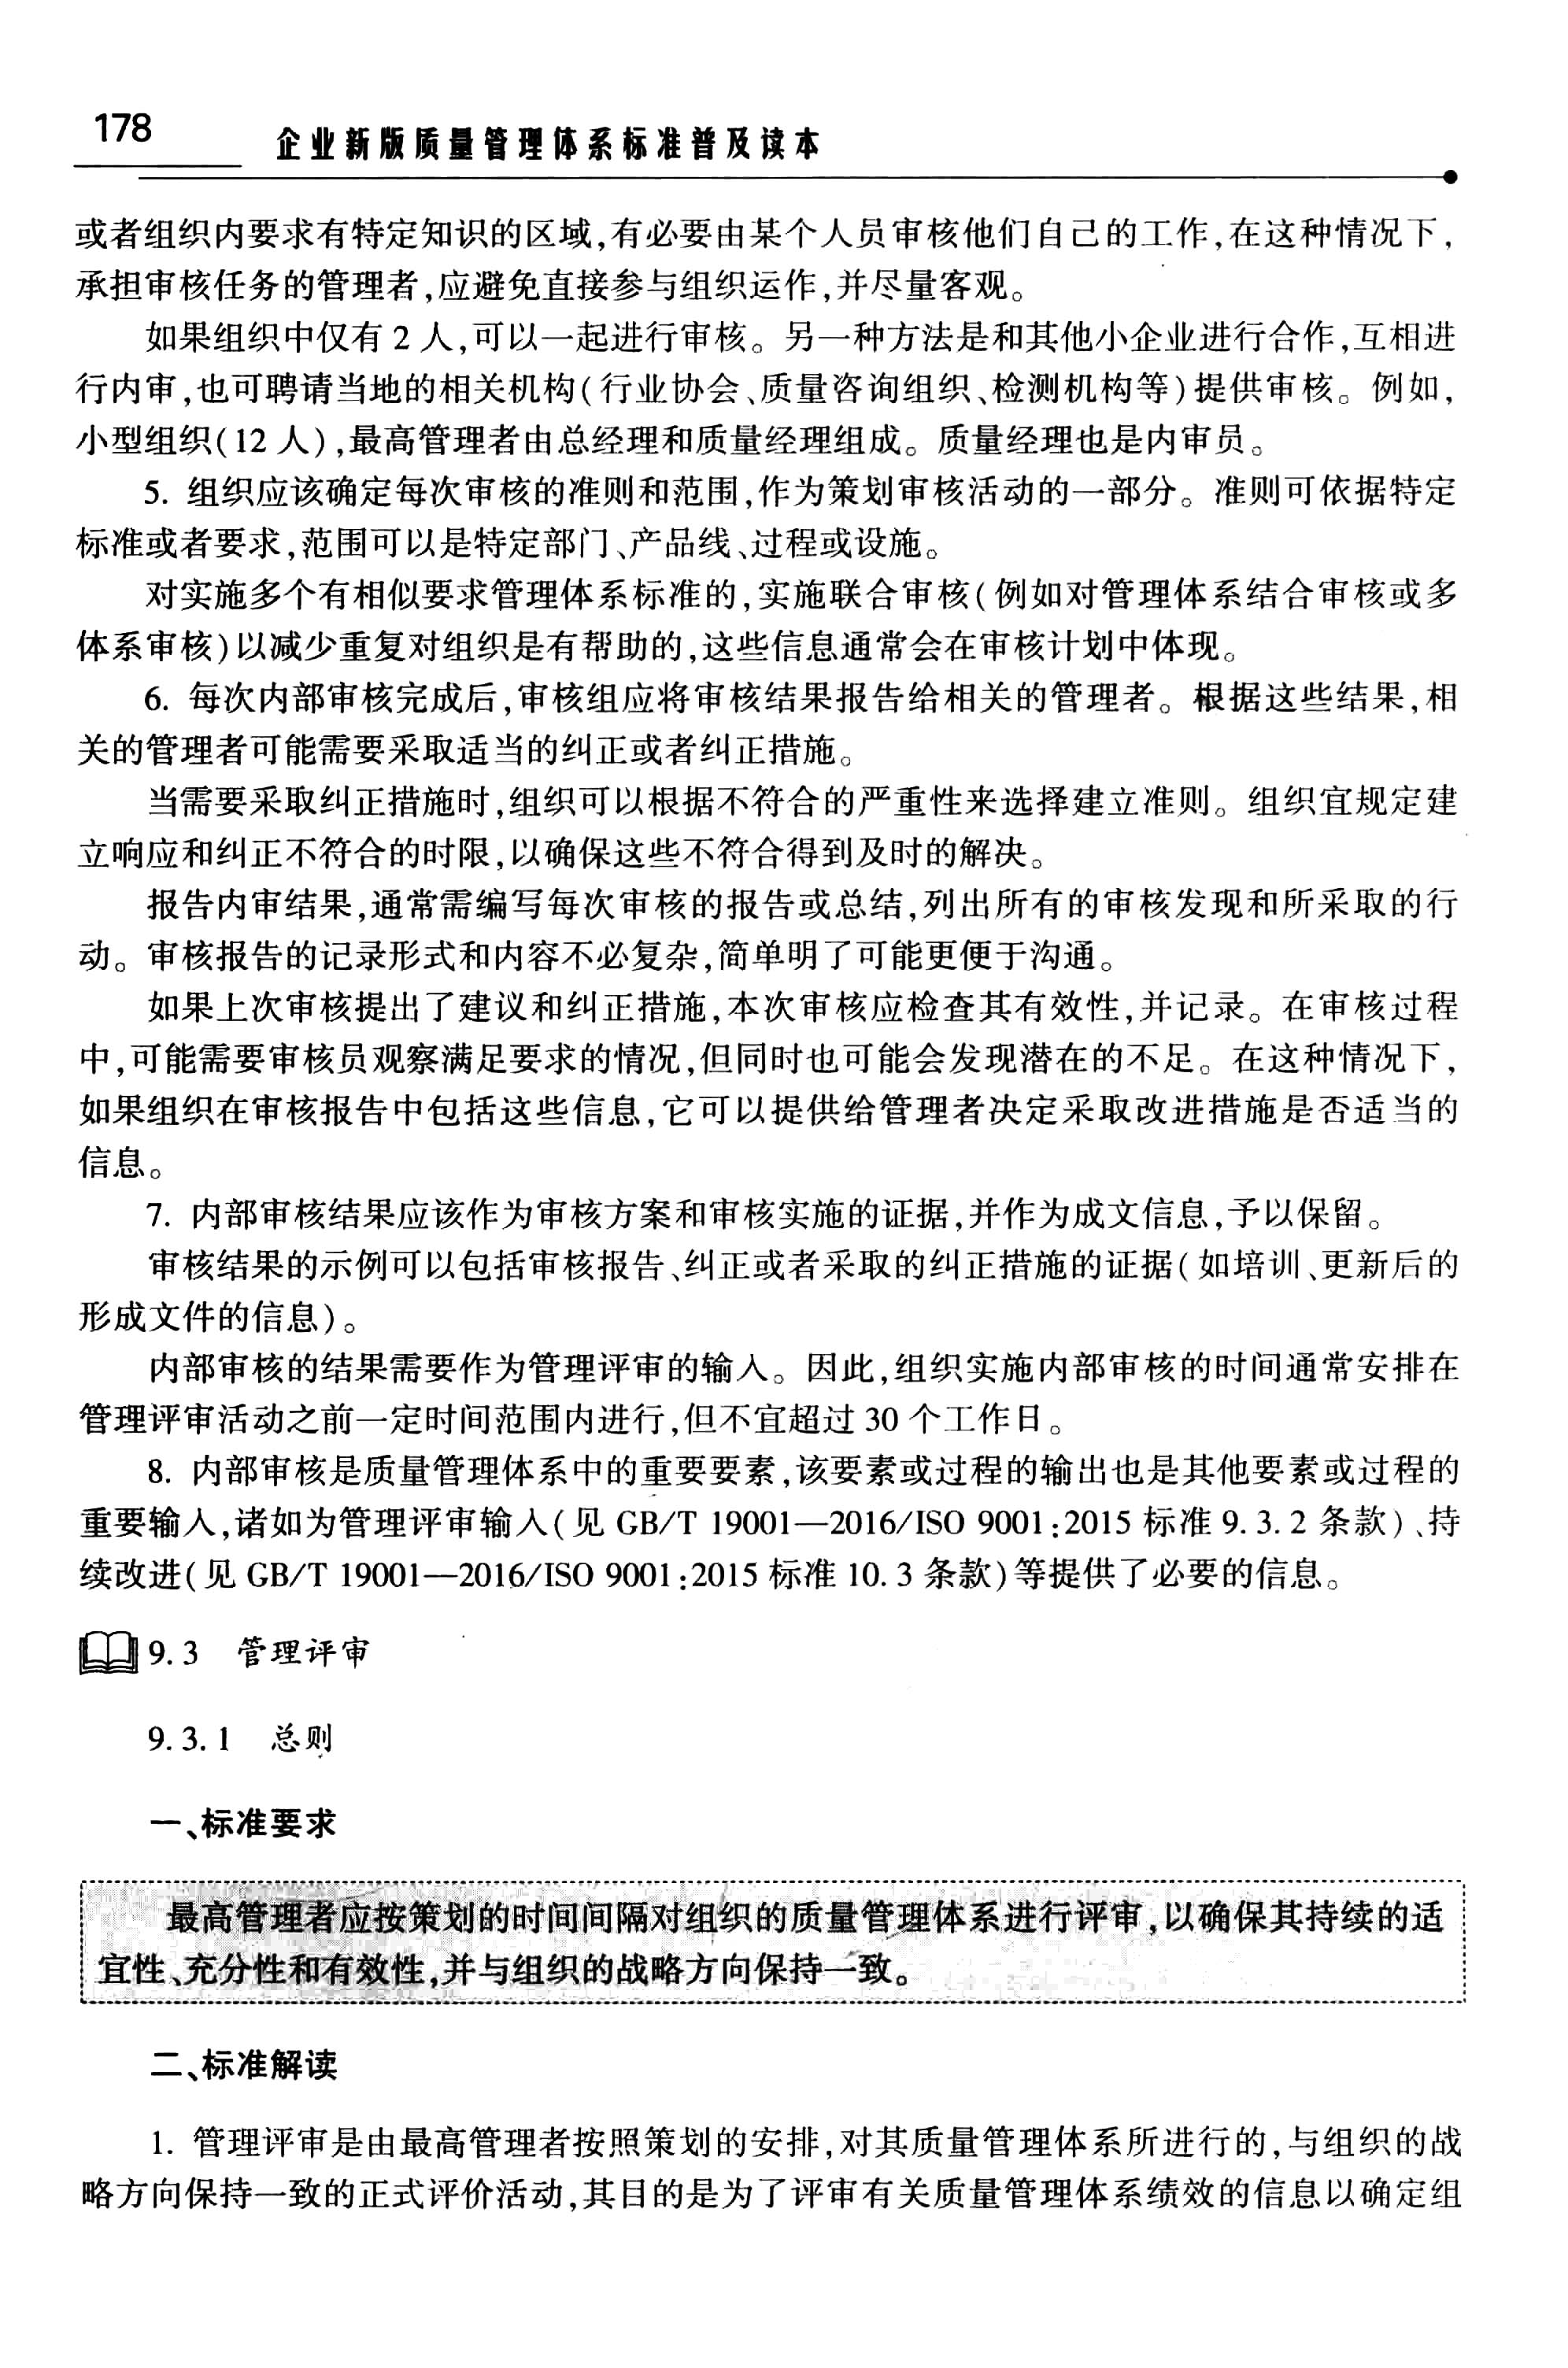 178
企业新版质量管理体系标准普及读本
或者组织内要求有特定知识的区域,有必要由某个人员审核他们自己的工作,在这种情况下,
承担审核任务的管理者,应避免直接参与组织运作,并尽量客观。
如果组织中仅有 2 人,可以一起进行审核。另一种方法是和其他小企业进行合作,互相进
行内审,也可聘请当地的相关机构(行业协会、质量咨询组织、检测机构等)提供审核。例如,
小型组织(12 人),最高管理者由总经理和质量经理组成。质量经理也是内审员。
5. 组织应该确定每次审核的准则和范围,作为策划审核活动的一部分。准则可依据特定
标准或者要求,范围可以是特定部门、产品线、过程或设施。
对实施多个有相似要求管理体系标准的,实施联合审核(例如对管理体系结合审核或多
体系审核)以减少重复对组织是有帮助的,这些信息通常会在审核计划中体现。
6. 每次内部审核完成后,审核组应将审核结果报告给相关的管理者。根据这些结果,相
关的管理者可能需要采取适当的纠正或者纠正措施。
当需要采取纠正措施时,组织可以根据不符合的严重性来选择建立准则。组织宜规定建
立响应和纠正不符合的时限,以确保这些不符合得到及时的解决。
报告内审结果,通常需编写每次审核的报告或总结,列出所有的审核发现和所采取的行
动。审核报告的记录形式和内容不必复杂,简单明了可能更便于沟通。
如果上次审核提出了建议和纠正措施,本次审核应检查其有效性,并记录。在审核过程
中,可能需要审核员观察满足要求的情况,但同时也可能会发现潜在的不足。在这种情况下,
如果组织在审核报告中包括这些信息,它可以提供给管理者决定采取改进措施是否适当的
信息。
7. 内部审核结果应该作为审核方案和审核实施的证据,并作为成文信息,予以保留。
审核结果的示例可以包括审核报告、纠正或者采取的纠正措施的证据(如培训、更新后的
形成文件的信息)。
内部审核的结果需要作为管理评审的输入。因此,组织实施内部审核的时间通常安排在
管理评审活动之前一定时间范围内进行,但不宜超过 30 个工作日。
8. 内部审核是质量管理体系中的重要要素,该要素或过程的输出也是其他要素或过程的
重要输入,诸如为管理评审输入(见 GB/T 19001—2016/ISO 9001:2015 标准 9.3.2 条款)、持
续改进(见 GB/T 19001—2016/ISO 9001:2015 标准 10.3 条款)等提供了必要的信息。
9.3 管理评审
9.3.1 总则
一、标准要求
最高管理者应按策划的时间间隔对组织的质量管理体系进行评审,以确保其持续的适
宜性、充分性和有效性,并与组织的战略方向保持一致。
二、标准解读
1. 管理评审是由最高管理者按照策划的安排,对其质量管理体系所进行的,与组织的战
略方向保持一致的正式评价活动,其目的是为了评审有关质量管理体系绩效的信息以确定组